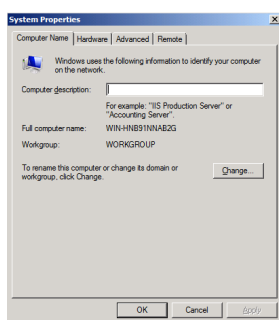 System Properties
Computer Name
Hardware
Advanced
Remote
Windows uses the following information to identify your computer
on the network.
Computer description:
For example: "IIS Production Server" or
"Accounting Server".
Full computer name:
WIN-HNB91NNAB2G
Workgroup:
WORKGROUP
To rename this computer or change its domain or
workgroup, click Change.
Change...
OK
Cancel
Apply